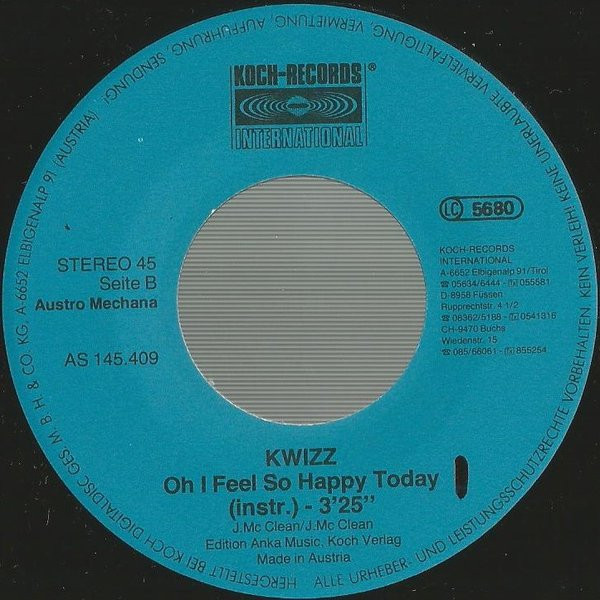 KOCH-RECORDS®
INTERNATIONAL
LC 5680
STEREO 45
Seite B
Austro Mechana
AS 145.409
KOCH-RECORDS
INTERNATIONAL
A-6652 Elbigenalp 91/Tirol
☎ 05634/6444 - 055581
D-8958 Füssen
Rupprechtstr. 4 1/2
☎ 08362/5188 - 0541316
CH-9470 Buchs
Wiedenstr. 15
☎ 085/66061 - 855254
KWIZZ
Oh I Feel So Happy Today
(instr.) - 3'25''
J.Mc Clean/J.Mc Clean
Edition Anka Music, Koch Verlag
Made in Austria
HERGESTELLT BEI KOCH DIGITALDISC GES. M. B H & CO. KG, A-6652 ELBIGENALP 91 (AUSTRIA)
ALLE URHEBER- UND LEISTUNGSSCHUTZRECHTE VORBEHALTEN. KEIN VERLEIH! KEINE UNERLAUBTE VERVIELFÄLTIGUNG, VERMIETUNG, AUFFÜHRUNG, SENDUNG!